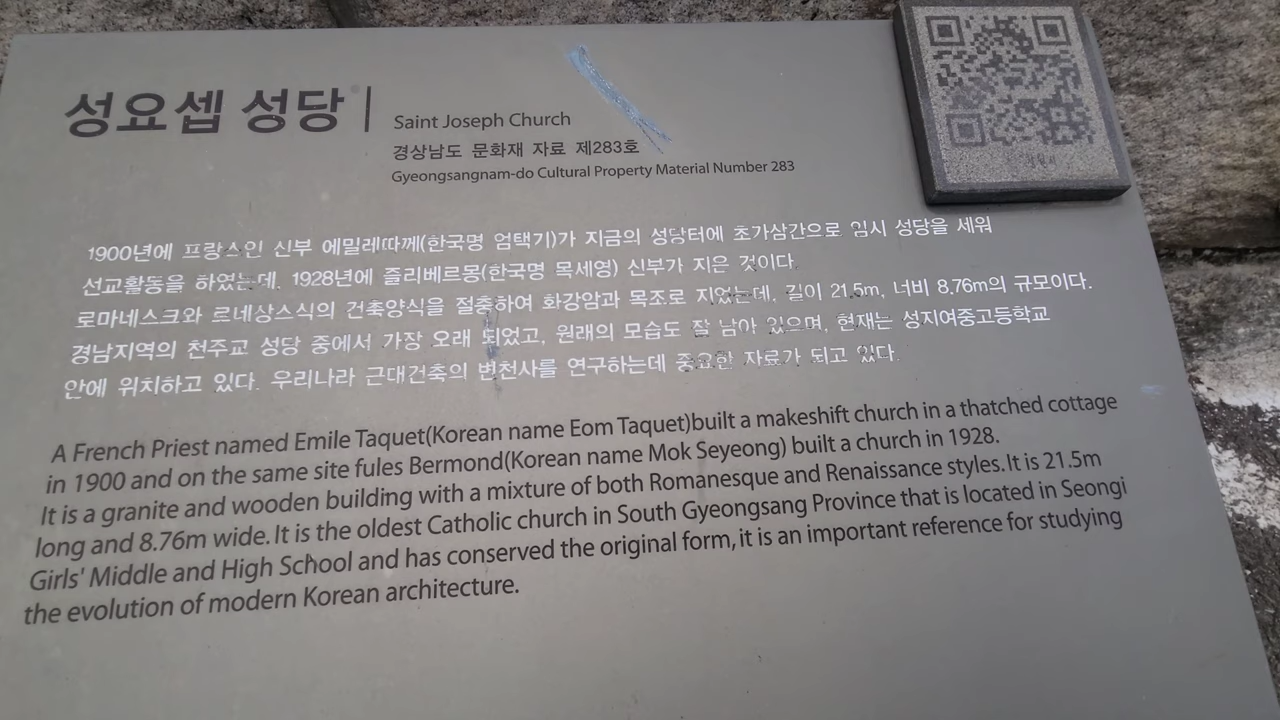 성요셉 성당
Saint Joseph Church
경상남도 문화재 자료 제283호
Gyeongsangnam-do Cultural Property Material Number 283
1900년에 프랑스인 신부 에밀레따께(한국명 엄택기)가 지금의 성당터에 초가삼간으로 임시 성당을 세워
선교활동을 하였는데. 1928년에 쥴리베르몽(한국명 목세영) 신부가 지은 것이다.
로마네스크와 르네상스식의 건축양식을 절충하여 화강암과 목조로 지었는데, 길이 21.5m, 너비 8.76m의 규모이다.
경남지역의 천주교 성당 중에서 가장 오래 되었고, 원래의 모습도 잘 남아 있으며, 현재는 성지여중고등학교
안에 위치하고 있다. 우리나라 근대건축의 변천사를 연구하는데 중요한 자료가 되고 있다.
A French Priest named Emile Taquet(Korean name Eom Taquet)built a makeshift church in a thatched cottage
in 1900 and on the same site fules Bermond(Korean name Mok Seyeong) built a church in 1928.
It is a granite and wooden building with a mixture of both Romanesque and Renaissance styles.It is 21.5m
long and 8.76m wide.It is the oldest Catholic church in South Gyeongsang Province that is located in Seongi
Girls' Middle and High School and has conserved the original form,it is an important reference for studying
the evolution of modern Korean architecture.